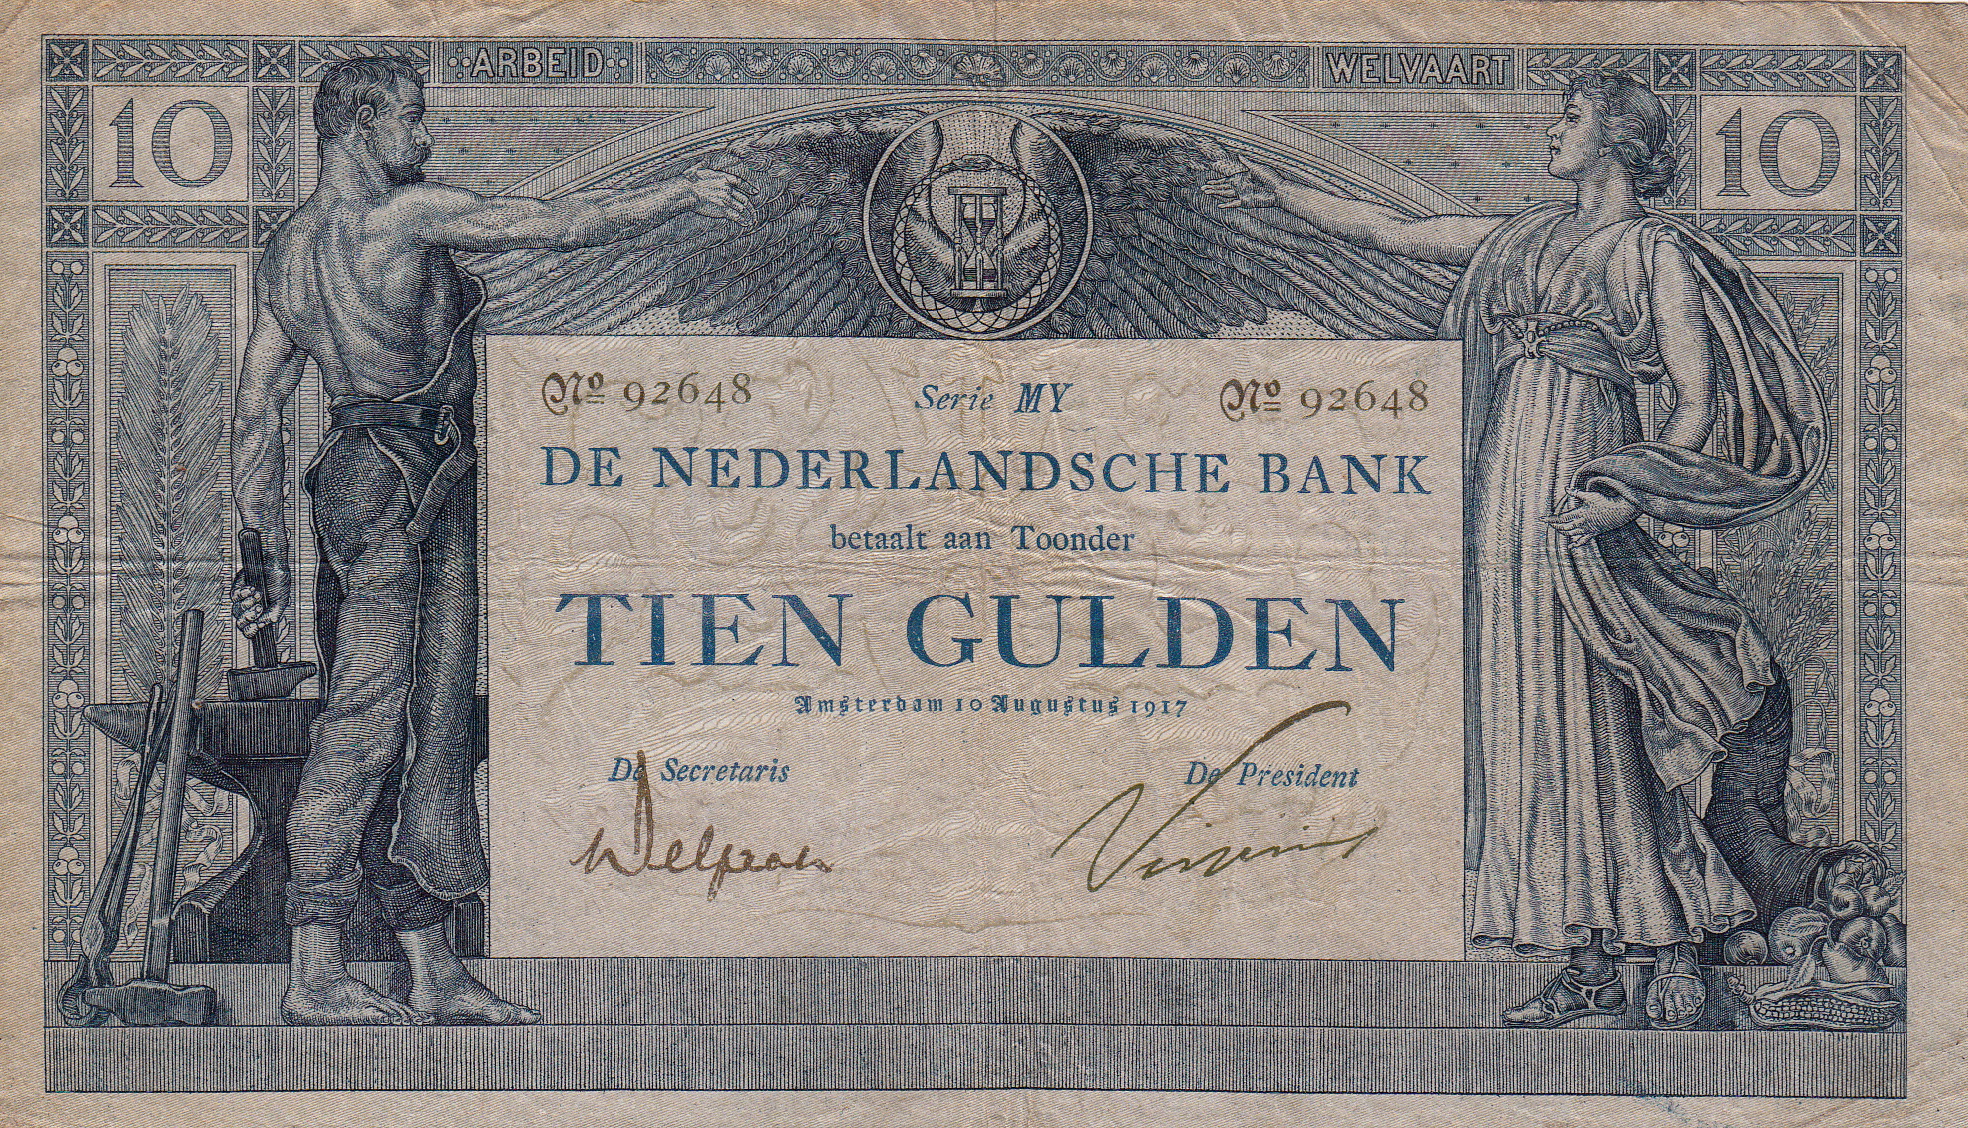 ARBEID WELVAART
10 10
Nº 92648 Serie MY Nº 92648
DE NEDERLANDSCHE BANK
betaalt aan Toonder
TIEN GULDEN
Amsterdam 10 Augustus 1917
De Secretaris De President